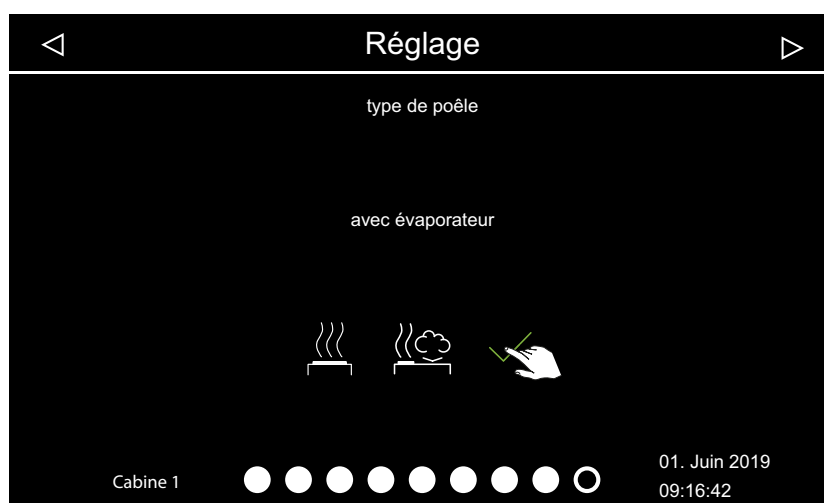 Réglage
type de poêle
avec évaporateur
Cabine 1
01. Juin 2019
09:16:42